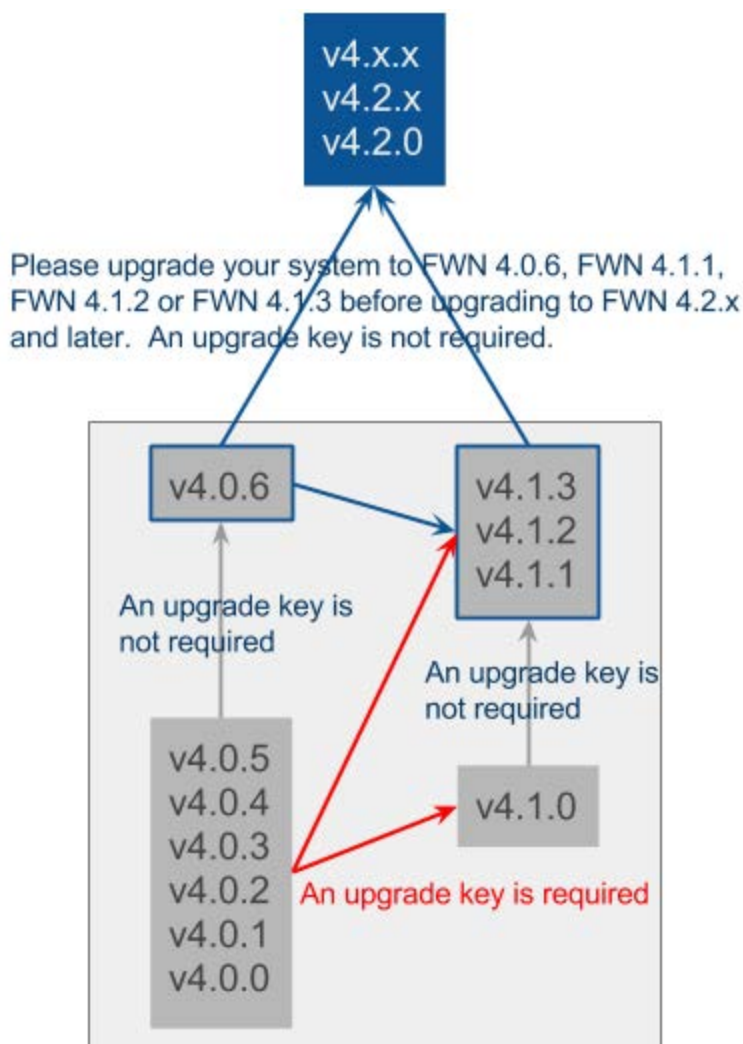 v4.x.x
v4.2.x
v4.2.0
Please upgrade your system to FWN 4.0.6, FWN 4.1.1,
FWN 4.1.2 or FWN 4.1.3 before upgrading to FWN 4.2.x
and later.  An upgrade key is not required.
v4.0.6
v4.1.3
v4.1.2
v4.1.1
An upgrade key is
not required
An upgrade key is
not required
v4.0.5
v4.0.4
v4.0.3
v4.0.2
v4.0.1
v4.0.0
v4.1.0
An upgrade key is required